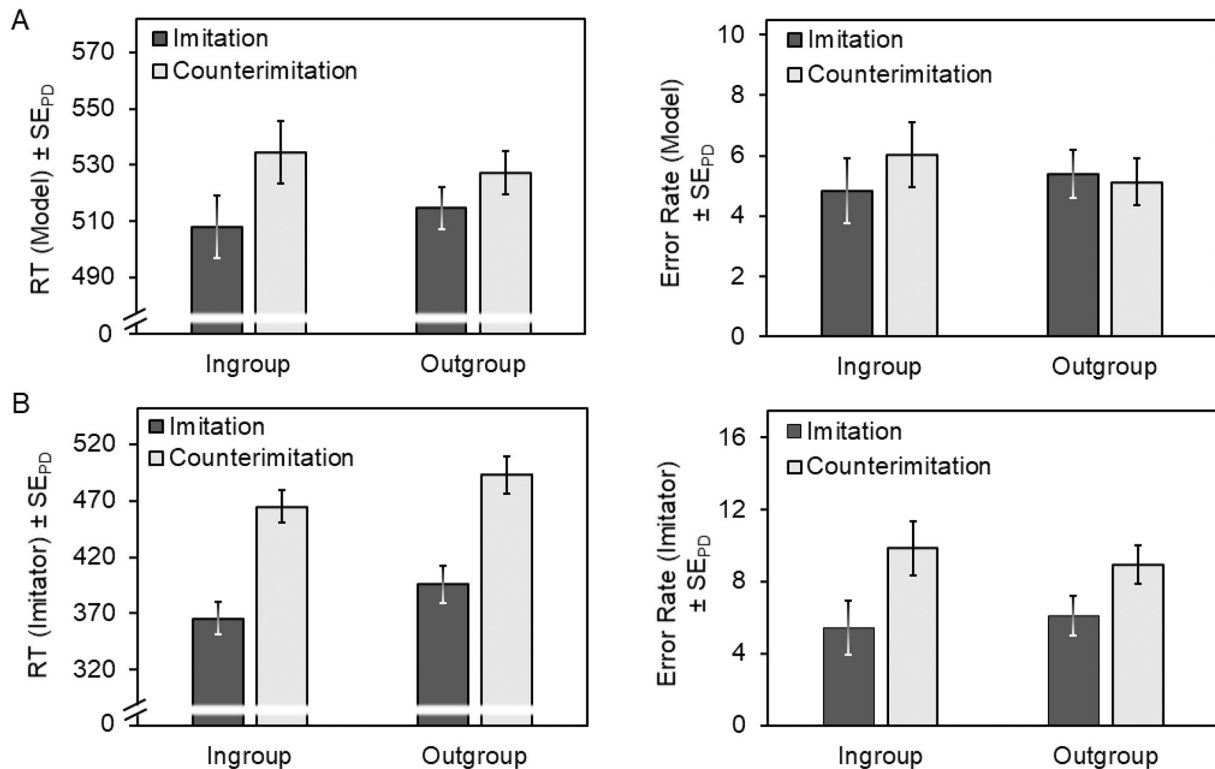 A
RT (Model) ± SEPD
570
550
530
510
490
0
Imitation
Counterimitation
Ingroup
Outgroup
Error Rate (Model)
± SEPD
10
8
6
4
2
0
Imitation
Counterimitation
Ingroup
Outgroup
B
RT (Imitator) ± SEPD
520
470
420
370
320
0
Imitation
Counterimitation
Ingroup
Outgroup
Error Rate (Imitator)
± SEPD
16
12
8
4
0
Imitation
Counterimitation
Ingroup
Outgroup